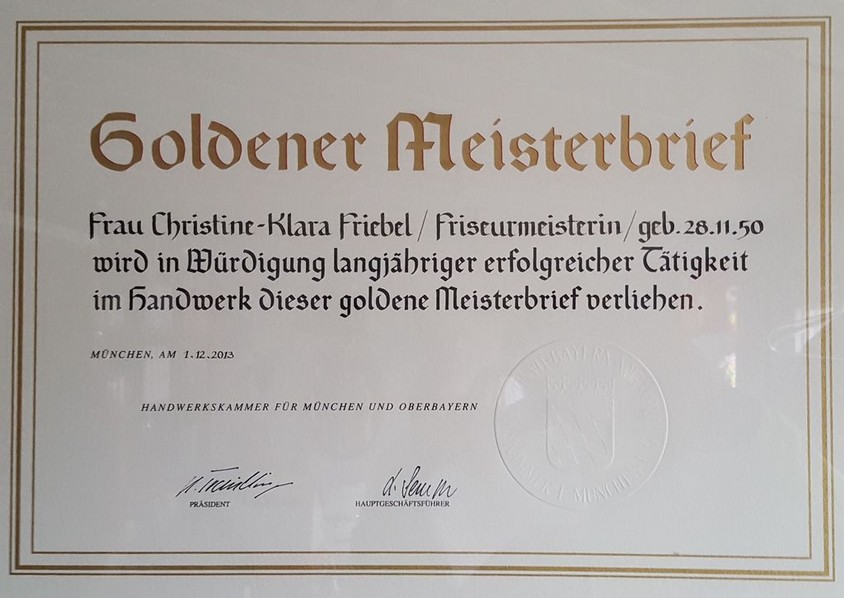 Goldener Meisterbrief
Frau Christine-Klara Friebel / Friseurmeisterin / geb. 28.11.50
wird in Würdigung langjähriger erfolgreicher Tätigkeit
im Handwerk dieser goldene Meisterbrief verliehen.
MÜNCHEN, AM 1.12.2013
HANDWERKSKAMMER FÜR MÜNCHEN UND OBERBAYERN
PRÄSIDENT
HAUPTGESCHÄFTSFÜHRER
MÜNCHEN